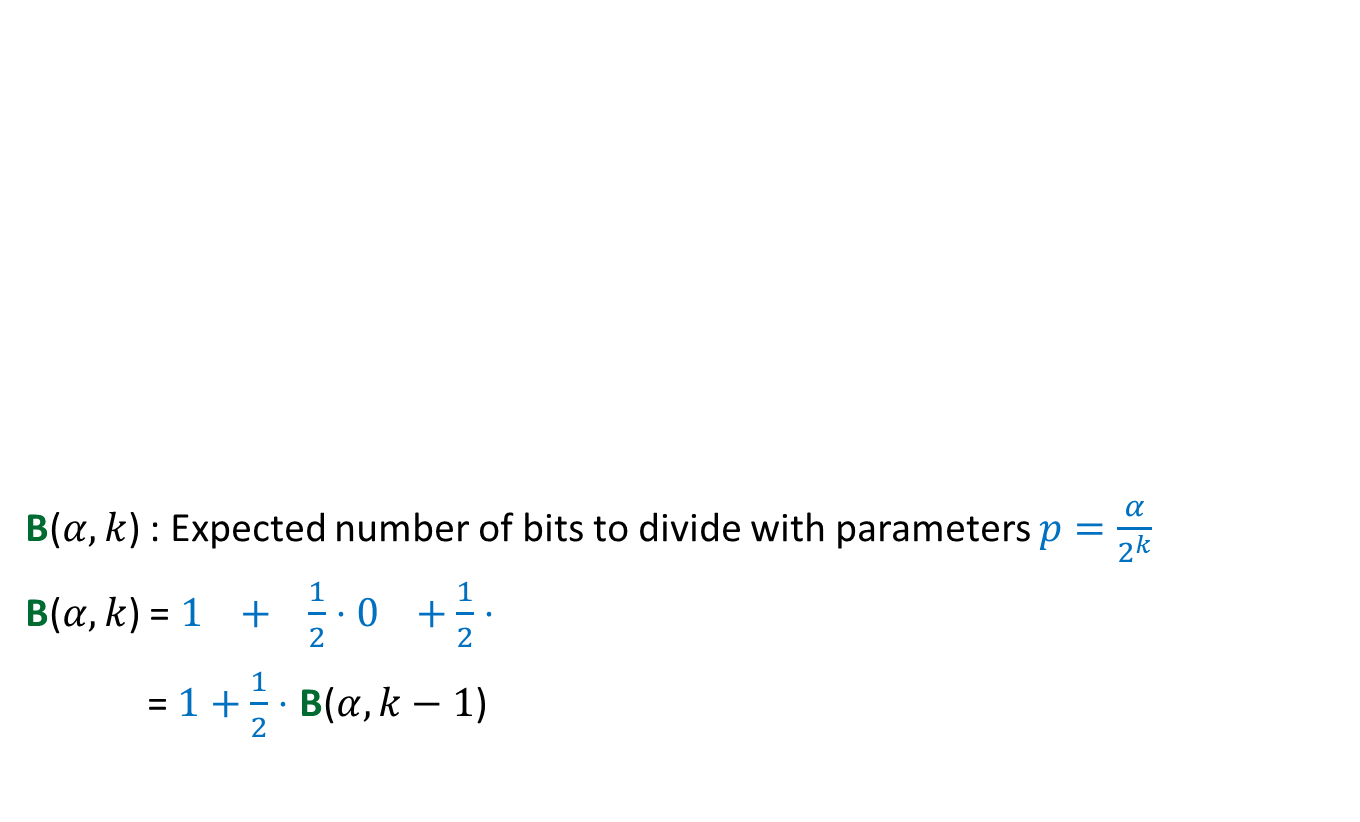 B(α, k) : Expected number of bits to divide with parameters p = α/2^k
B(α, k) = 1 + 1/2 · 0 + 1/2 ·
= 1 + 1/2 · B(α, k − 1)